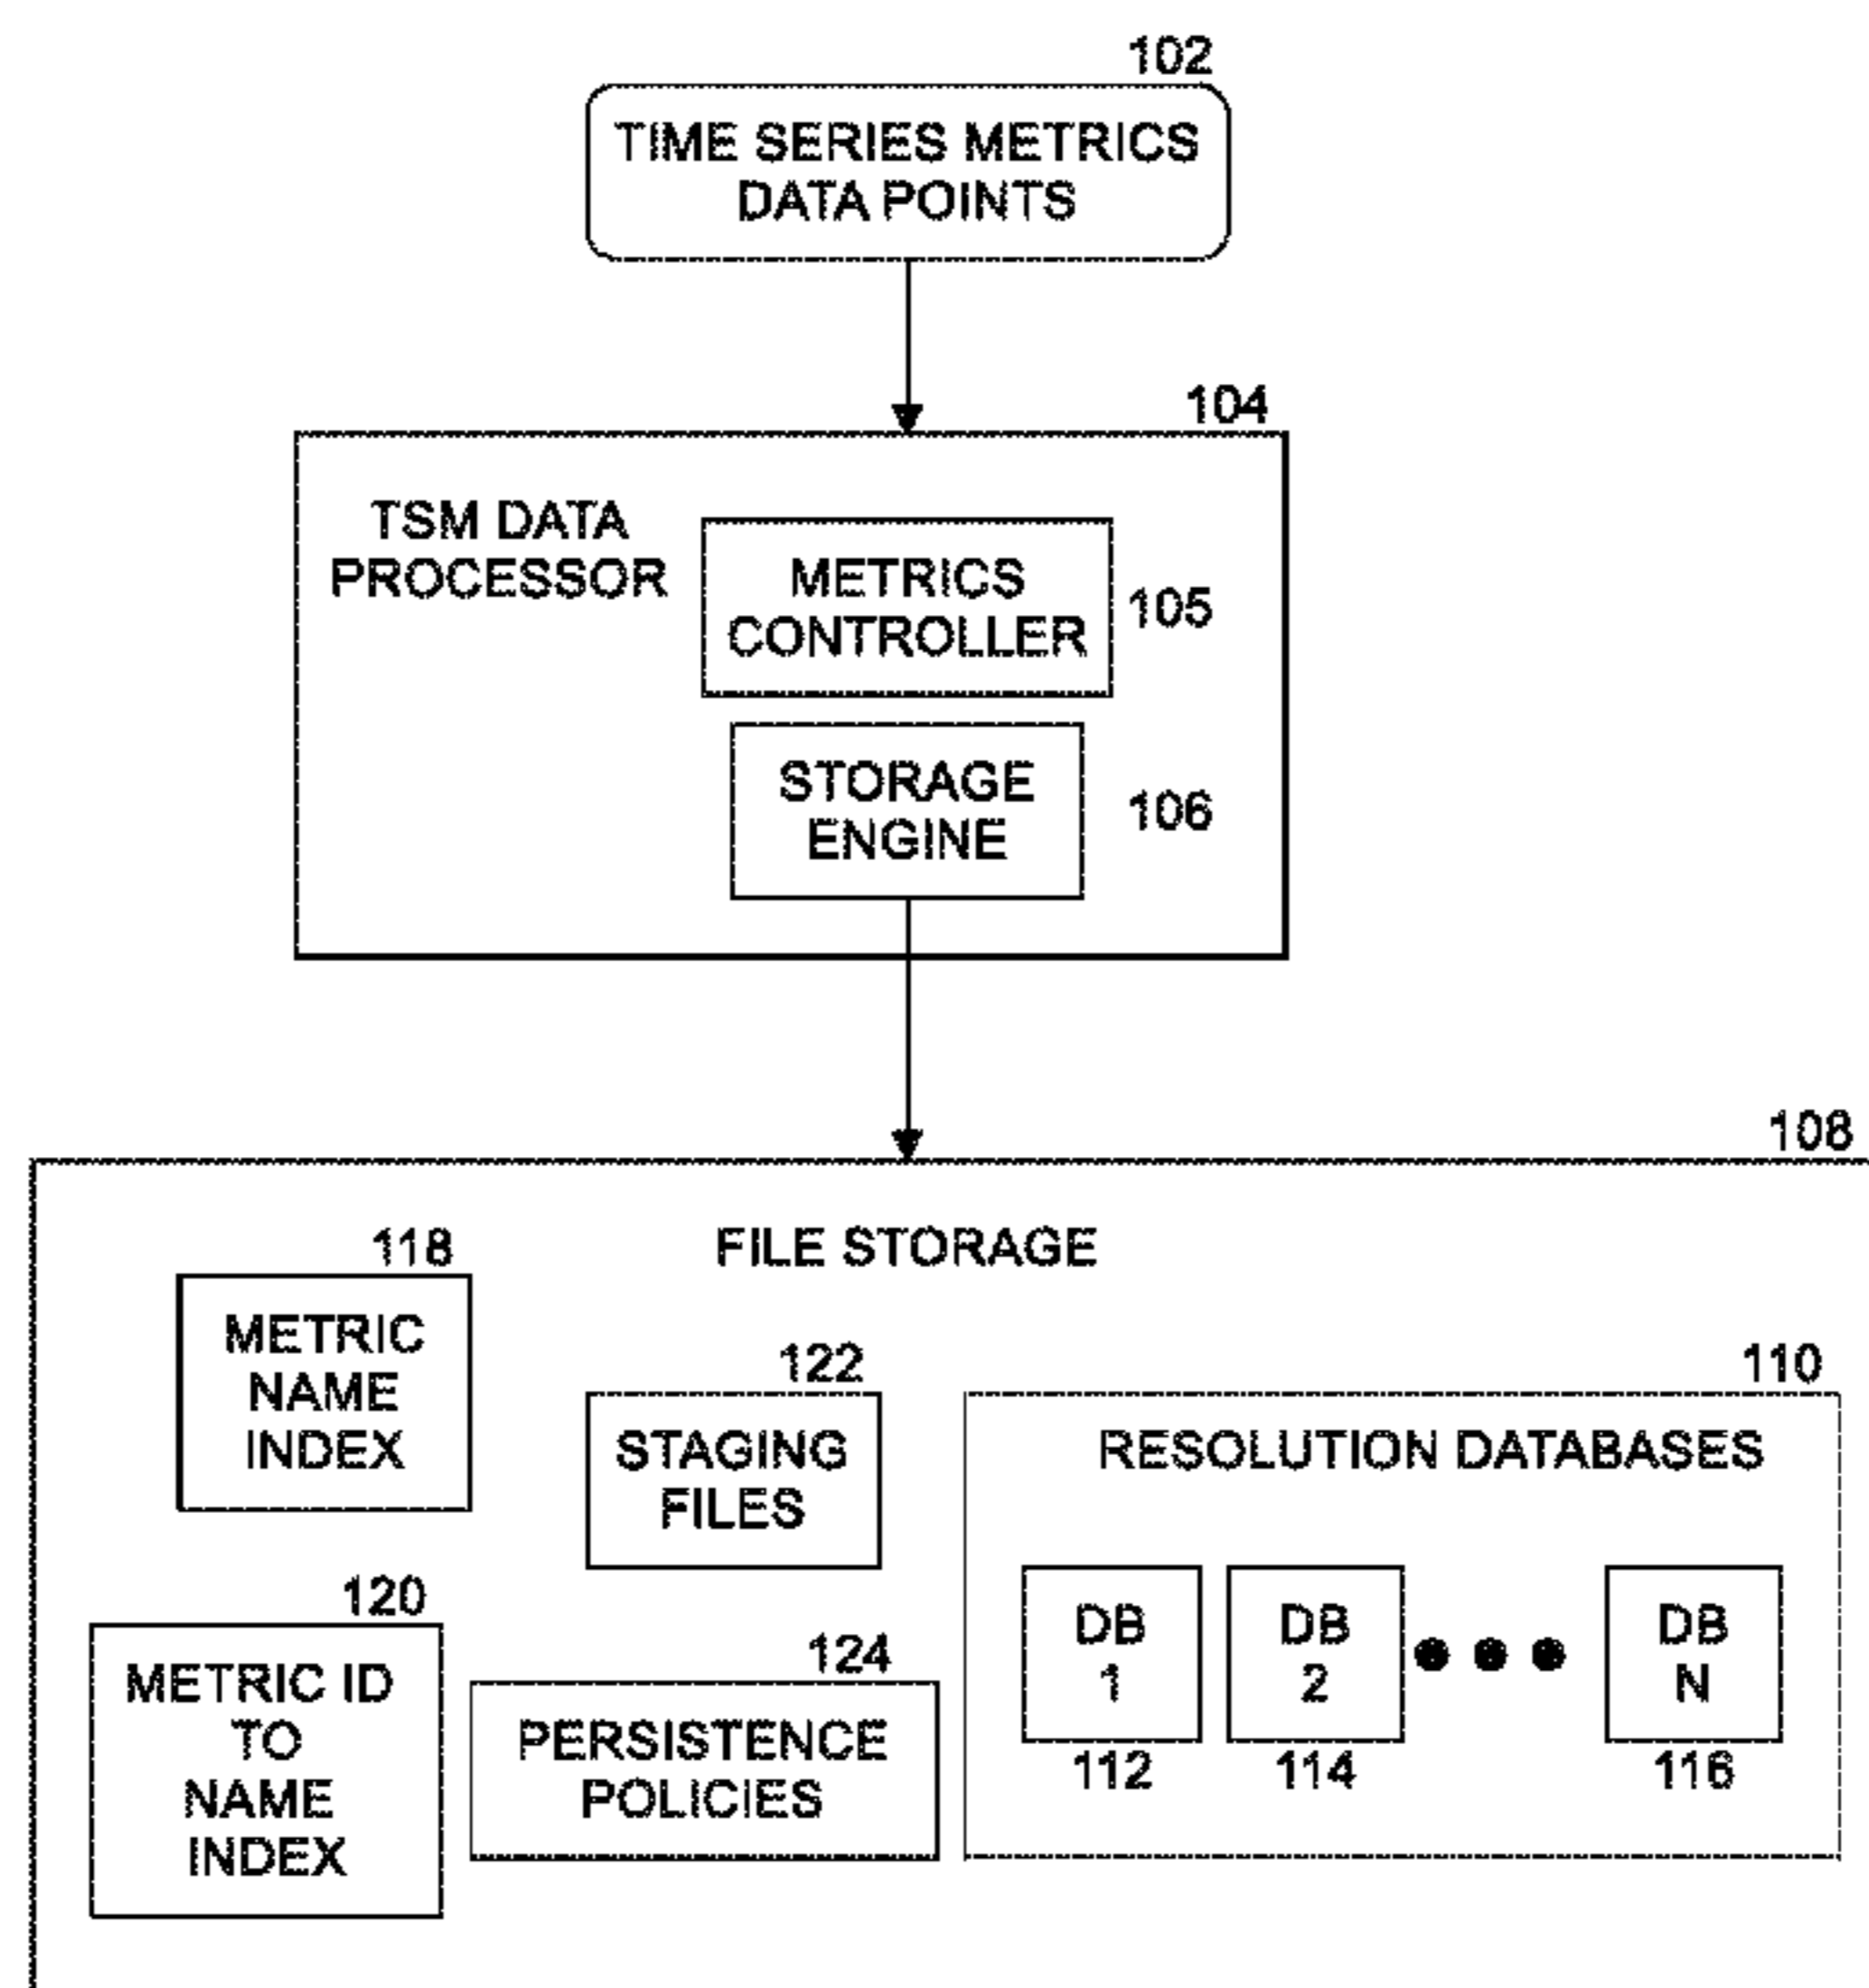 102
TIME SERIES METRICS
DATA POINTS
104
TSM DATA
PROCESSOR
METRICS
CONTROLLER
105
STORAGE
ENGINE
106
108
FILE STORAGE
118
METRIC
NAME
INDEX
122
STAGING
FILES
110
RESOLUTION DATABASES
DB
1
112
DB
2
114
DB
N
116
120
METRIC ID
TO
NAME
INDEX
124
PERSISTENCE
POLICIES